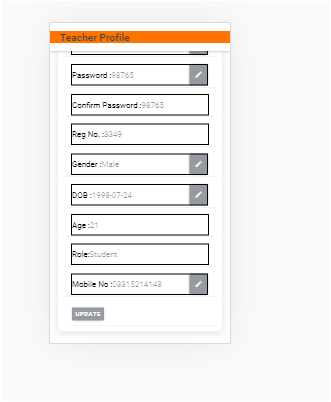 Teacher Profile
Password :98765
Confirm Password :98765
Reg No. :3349
Gender :Male
DOB :1999-07-24
Age :21
Role:Student
Mobile No :03315214148
UPDATE